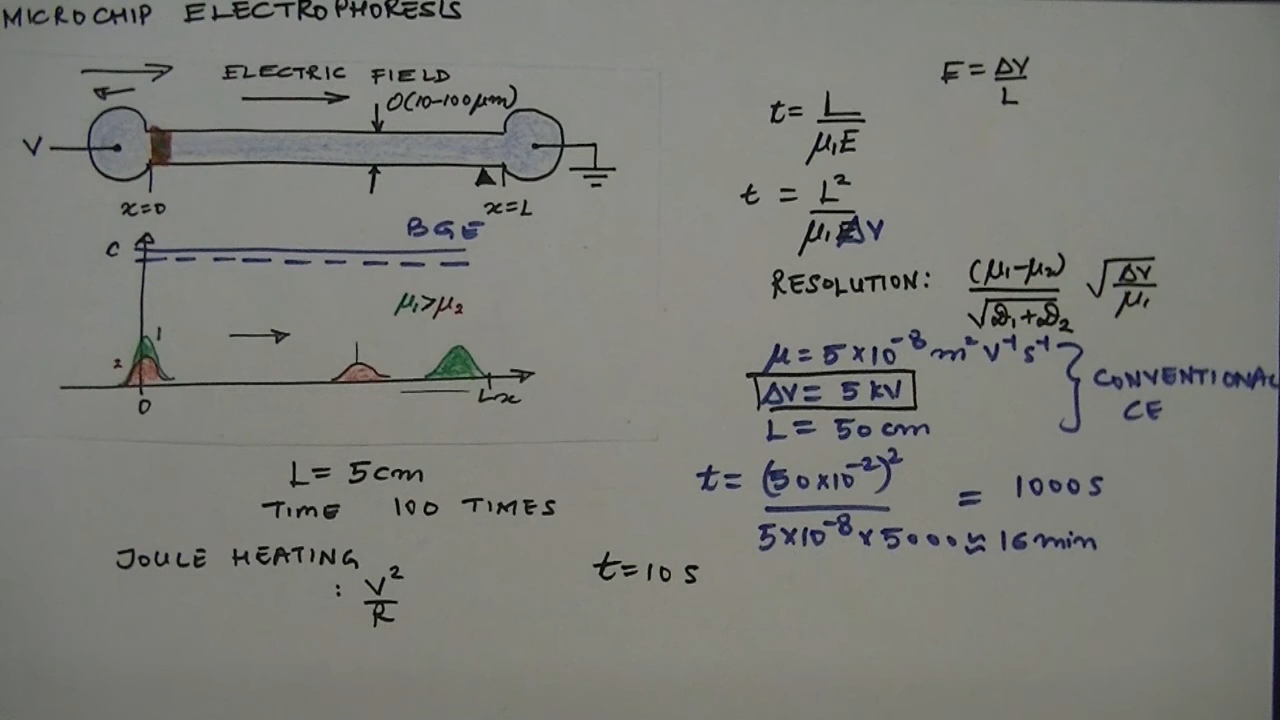 MICROCHIP ELECTROPHORESIS
ELECTRIC FIELD
O(10-100μm)
V
x=0
x=L
BGE
C
μ₁>μ₂
1
2
0
L x
L= 5cm
TIME 100 TIMES
JOULE HEATING
: V²/R
E = ΔV/L
t= L/μ₁E
t = L²/μ₁ΔV
RESOLUTION: (μ₁-μ₂)/√(𝒟₁+𝒟₂) √(ΔV/μ₁)
μ = 5×10⁻⁸ m² V⁻¹ s⁻¹
ΔV = 5 kV
L = 50 cm
CONVENTIONAL
CE
t= (50×10⁻²)²/5×10⁻⁸×5000 = 1000 s
≈ 16 min
t=10 s